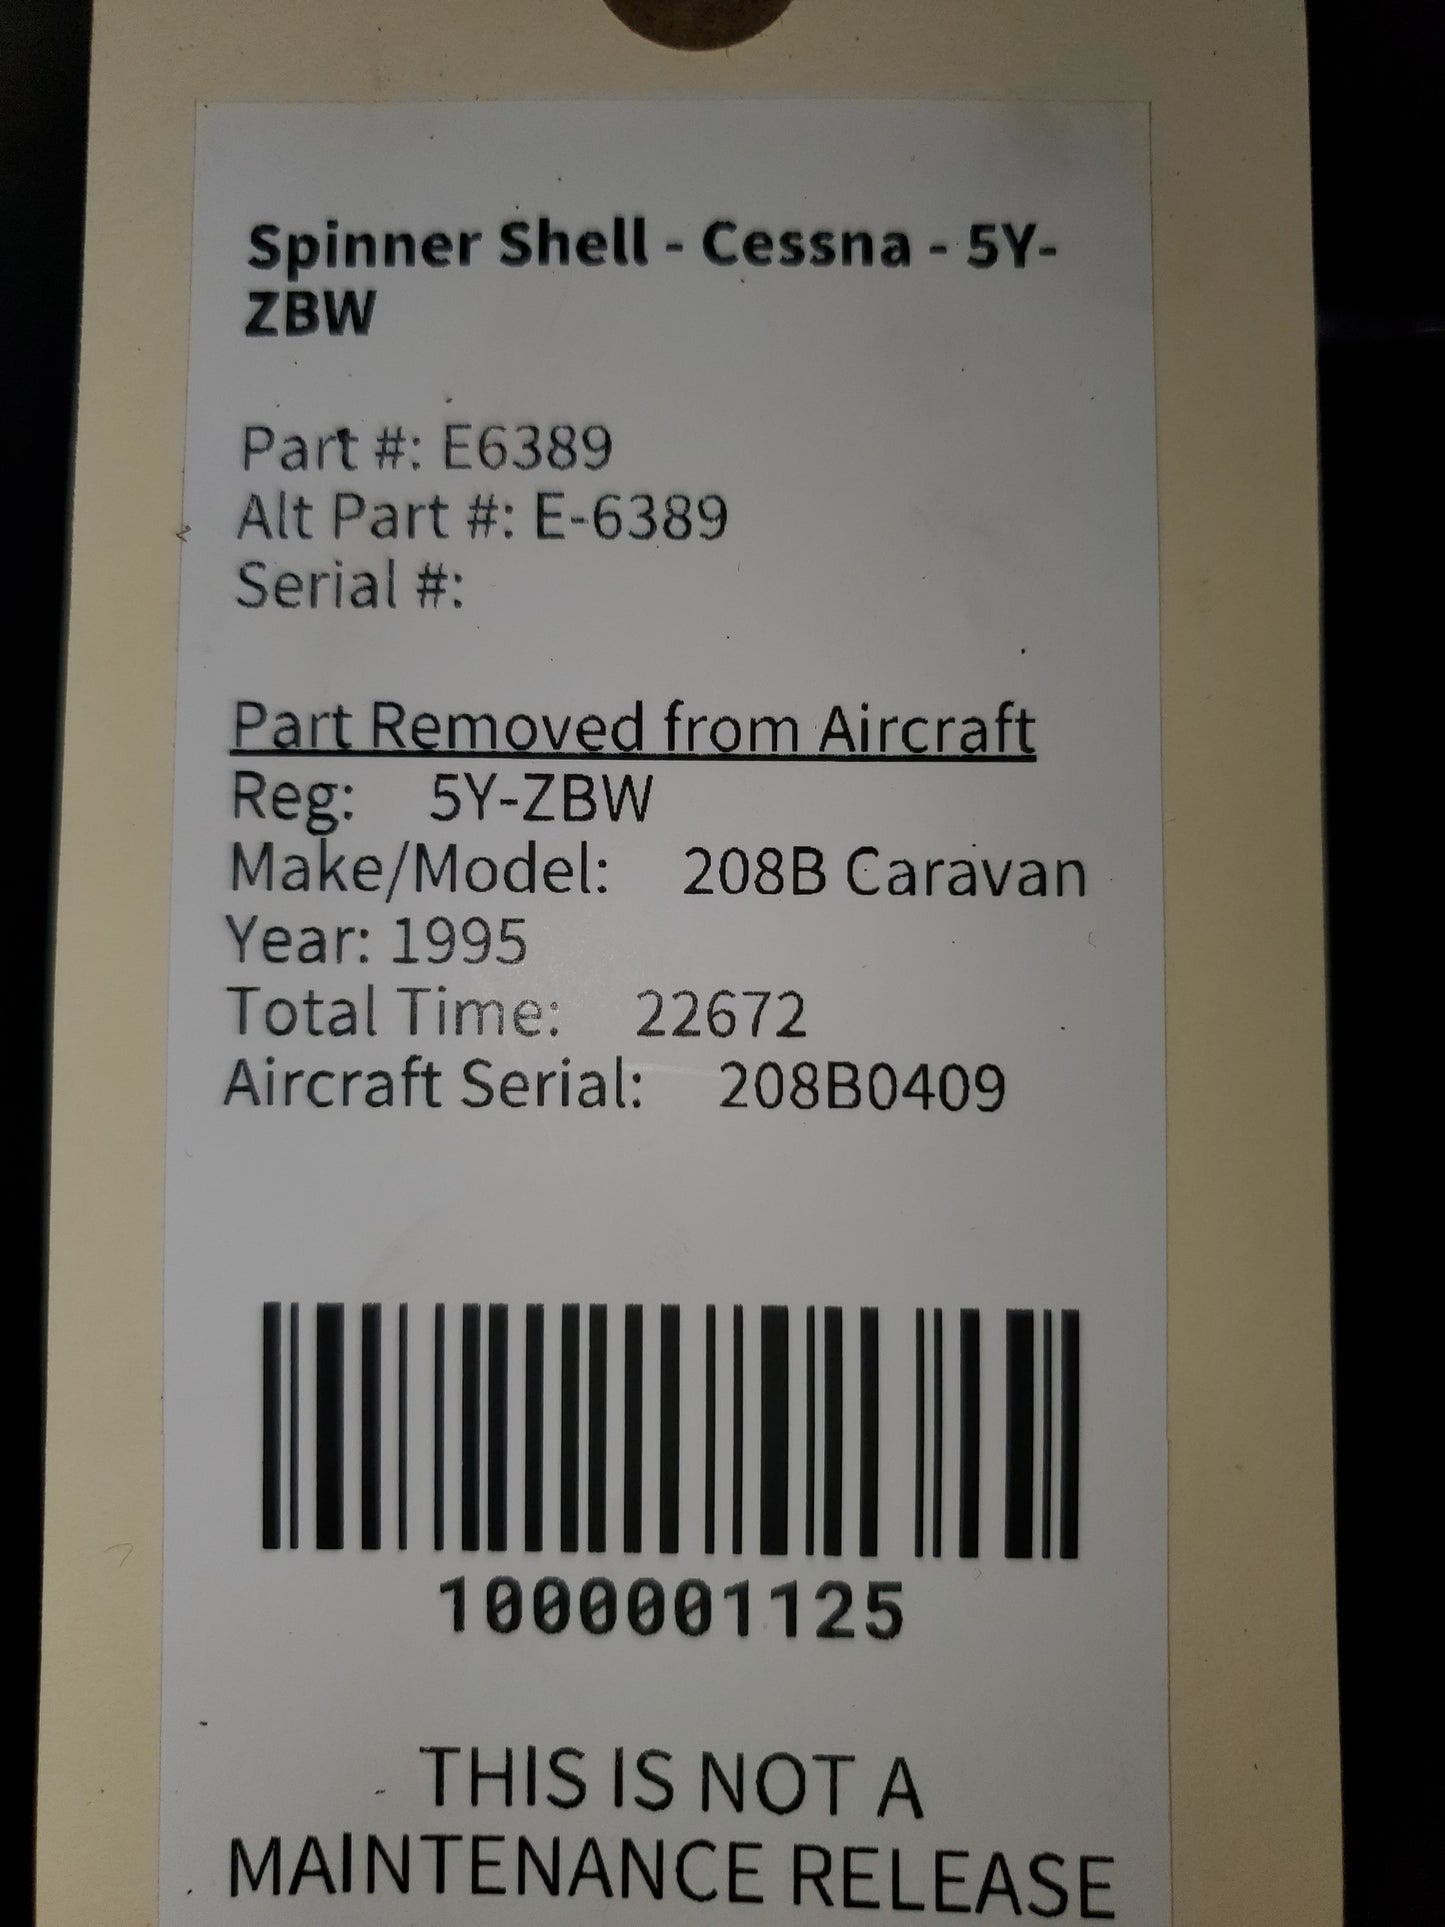 Spinner Shell - Cessna - 5Y-
ZBW
Part #: E6389
Alt Part #: E-6389
Serial #:
Part Removed from Aircraft
Reg: 5Y-ZBW
Make/Model: 208B Caravan
Year: 1995
Total Time: 22672
Aircraft Serial: 208B0409
1000001125
THIS IS NOT A
MAINTENANCE RELEASE